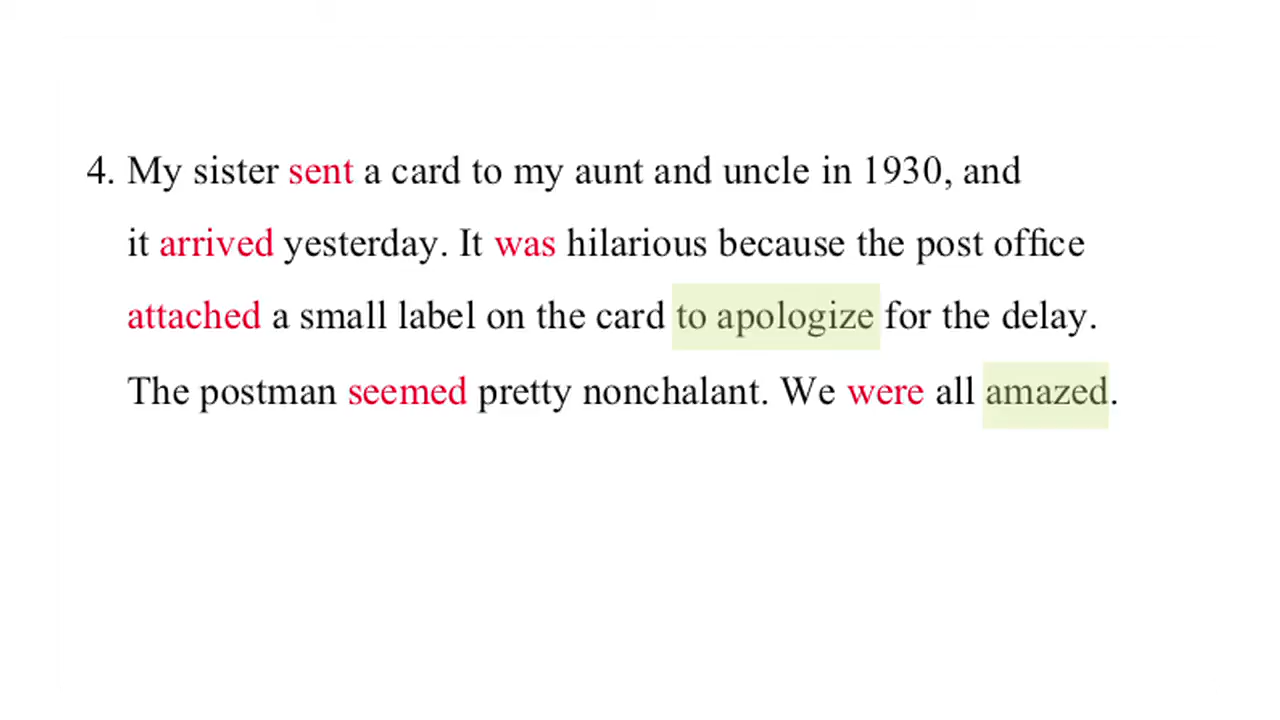 4. My sister sent a card to my aunt and uncle in 1930, and
it arrived yesterday. It was hilarious because the post office
attached a small label on the card to apologize for the delay.
The postman seemed pretty nonchalant. We were all amazed.